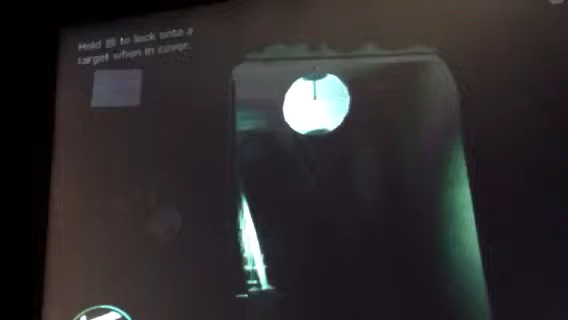 Hold to lock onto a
target when in cover.